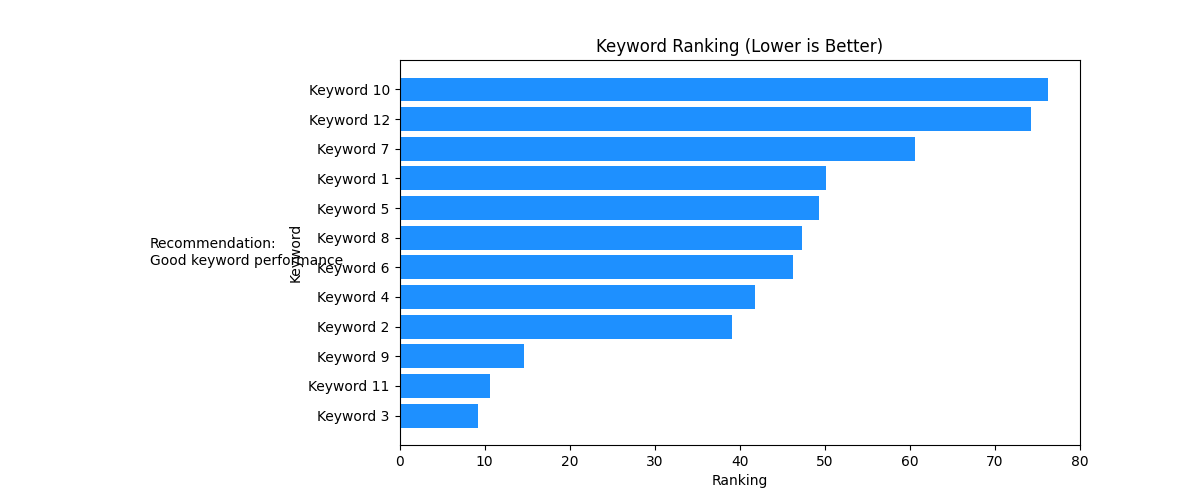 Keyword Ranking (Lower is Better)
Keyword 10
Keyword 12
Keyword 7
Keyword 1
Keyword 5
Keyword 8
Keyword 6
Keyword 4
Keyword 2
Keyword 9
Keyword 11
Keyword 3
Keyword
Recommendation:
Good keyword performance
0 10 20 30 40 50 60 70 80
Ranking